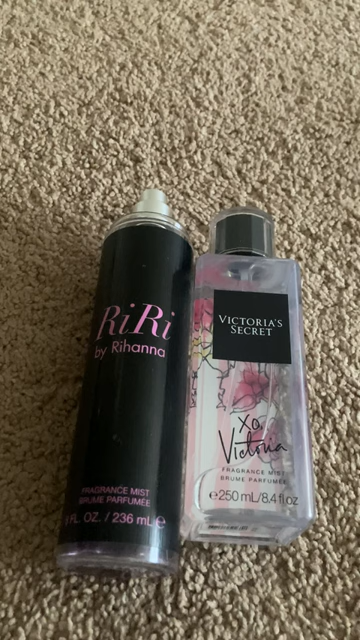 RiRi
by Rihanna
FRAGRANCE MIST
BRUME PARFUMÉE
FL. OZ. / 236 mL ℮
VICTORIA'S
SECRET
XO,
Victoria
FRAGRANCE MIST
BRUME PARFUMÉE
℮ 250 mL/8.4 fl oz